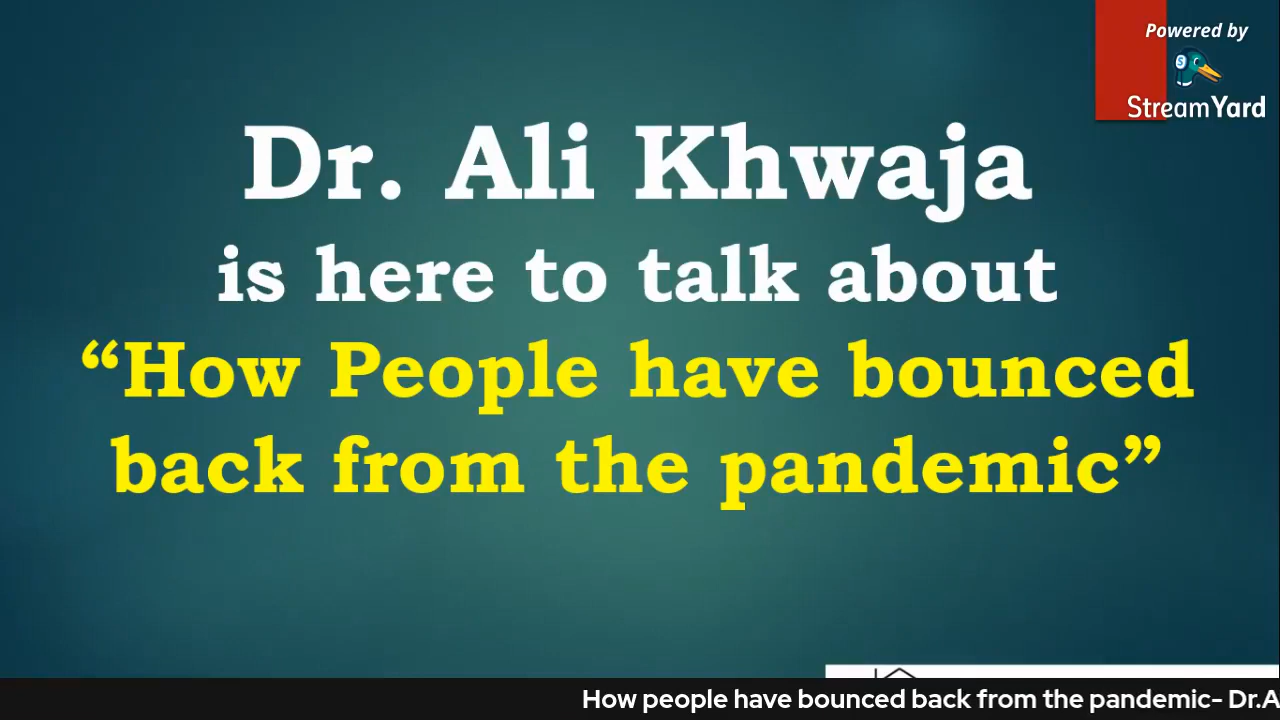 Powered by
StreamYard
Dr. Ali Khwaja
is here to talk about
“How People have bounced
back from the pandemic”
How people have bounced back from the pandemic- Dr.A